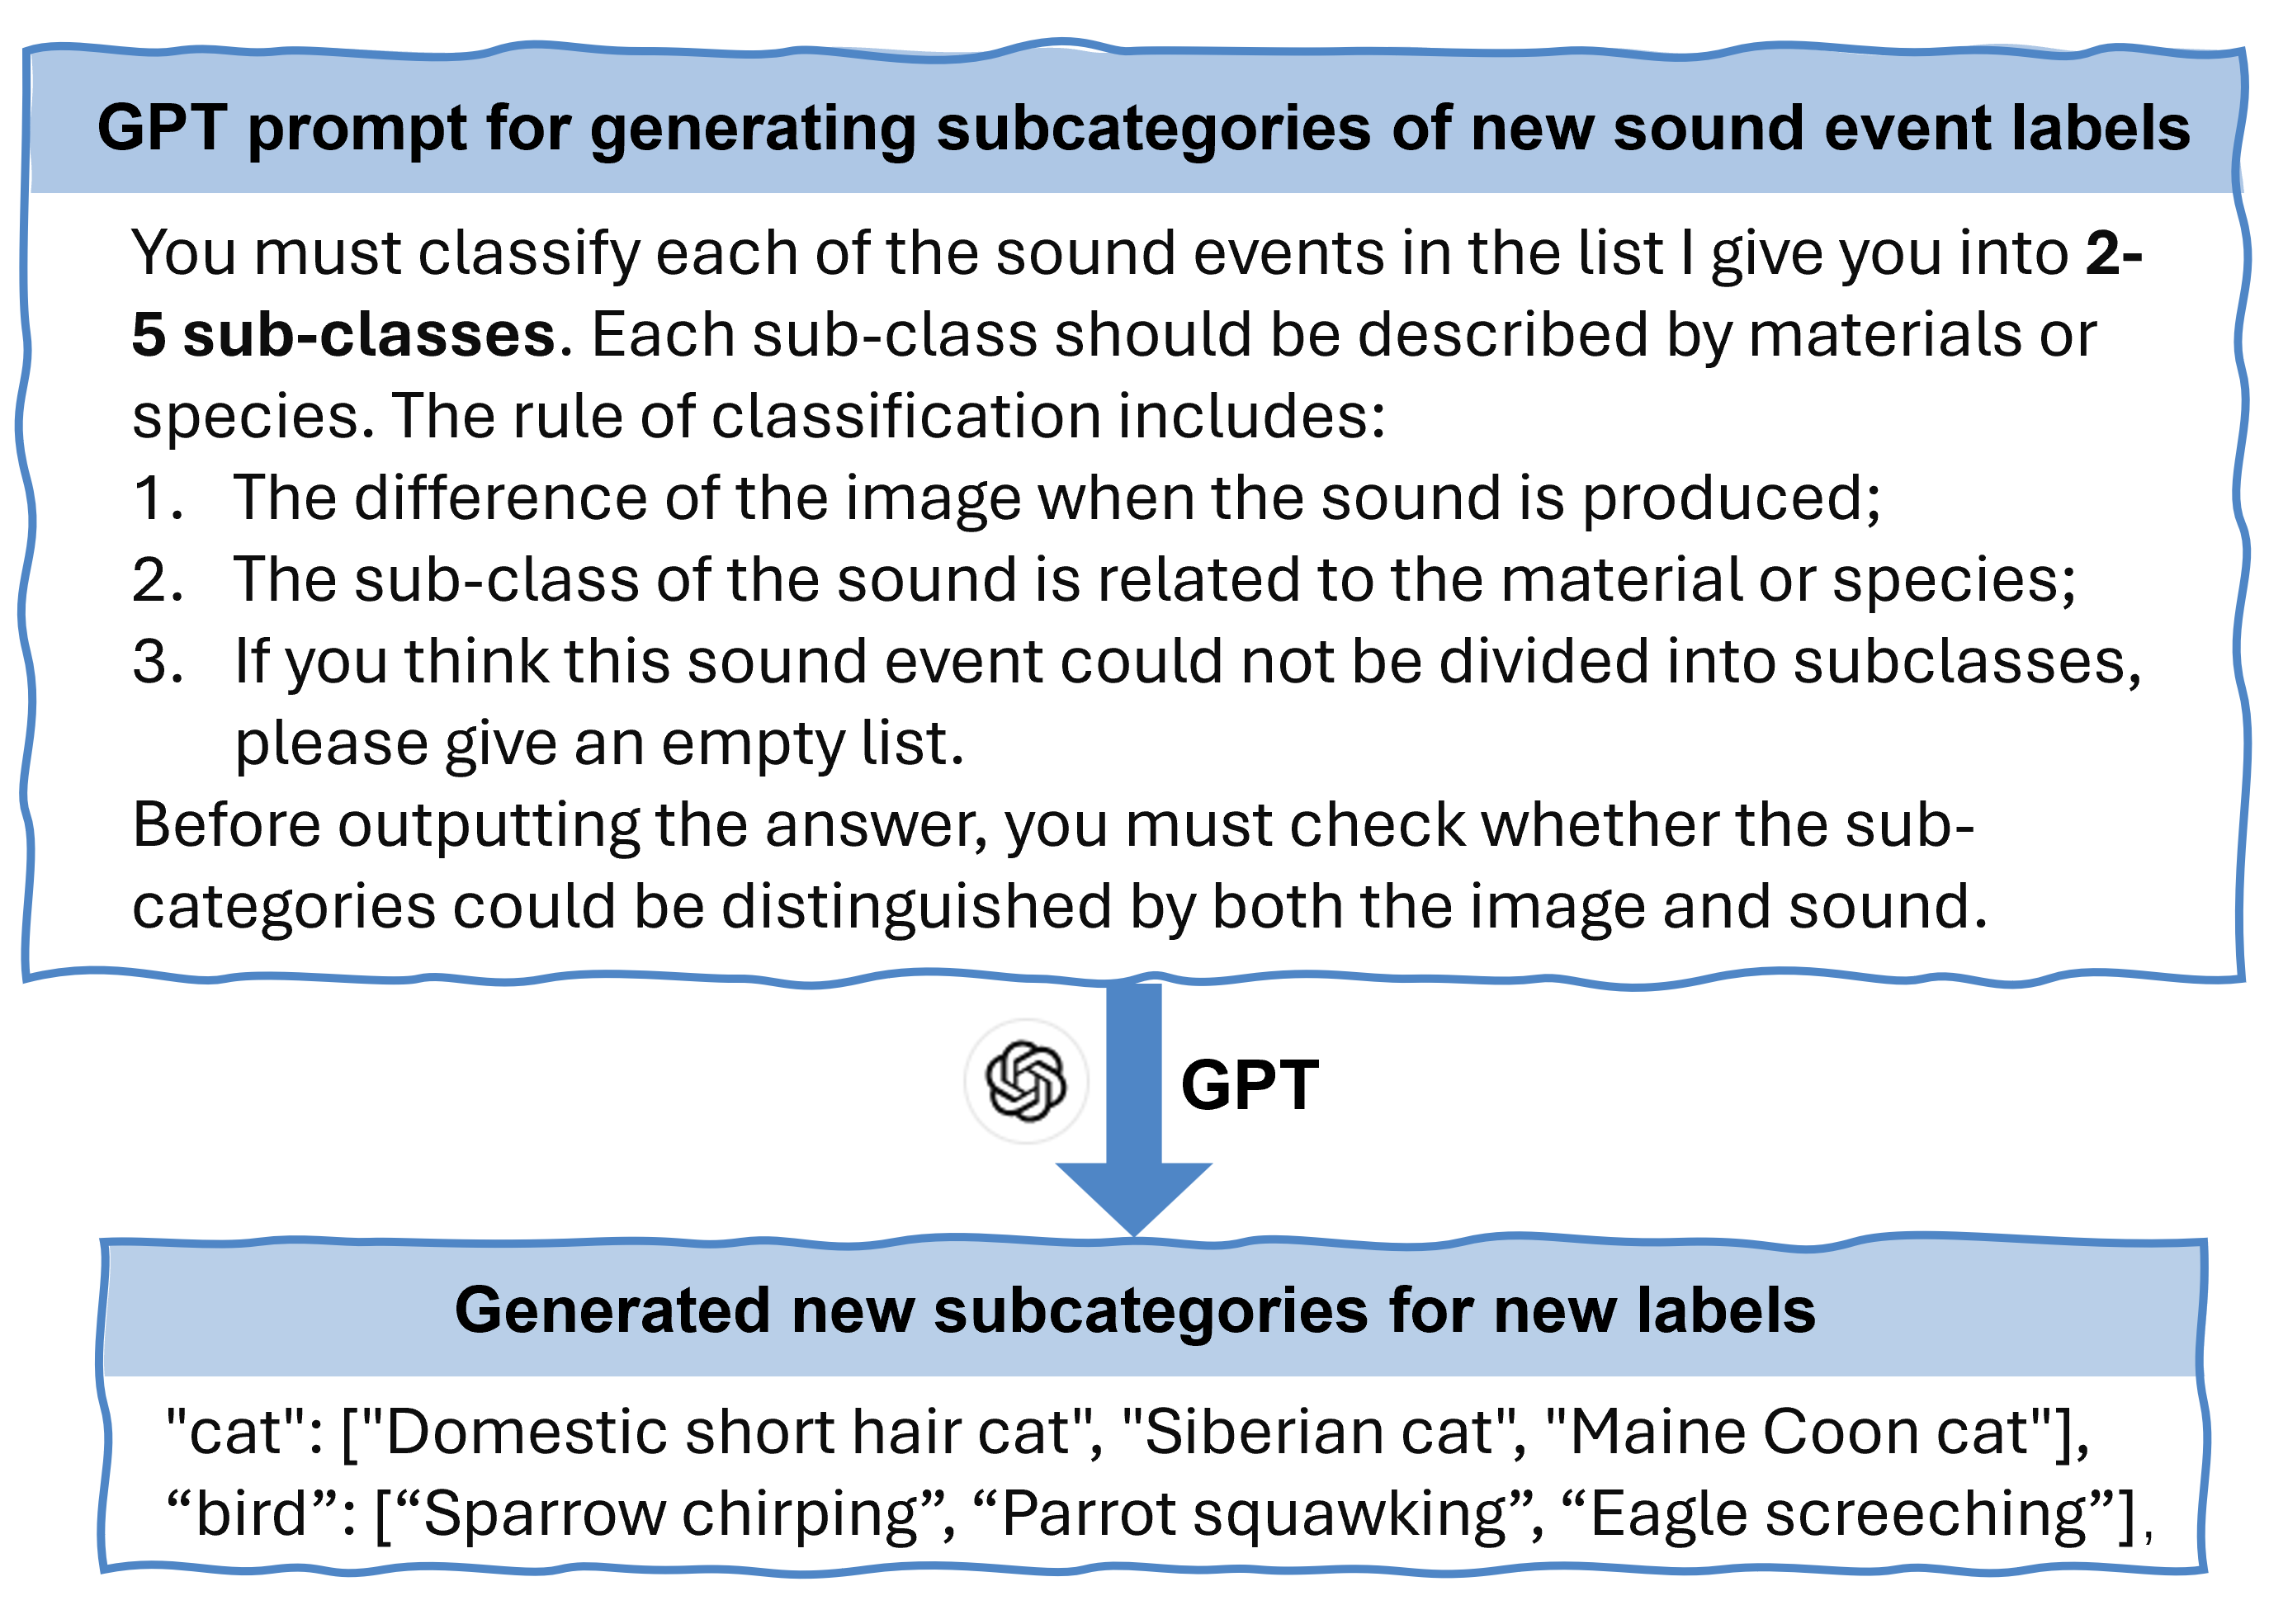 GPT prompt for generating subcategories of new sound event labels
You must classify each of the sound events in the list I give you into 2-
5 sub-classes. Each sub-class should be described by materials or
species. The rule of classification includes:
1. The difference of the image when the sound is produced;
2. The sub-class of the sound is related to the material or species;
3. If you think this sound event could not be divided into subclasses,
please give an empty list.
Before outputting the answer, you must check whether the sub-
categories could be distinguished by both the image and sound.
GPT
Generated new subcategories for new labels
"cat": ["Domestic short hair cat", "Siberian cat", "Maine Coon cat"],
“bird”: [“Sparrow chirping”, “Parrot squawking”, “Eagle screeching”],